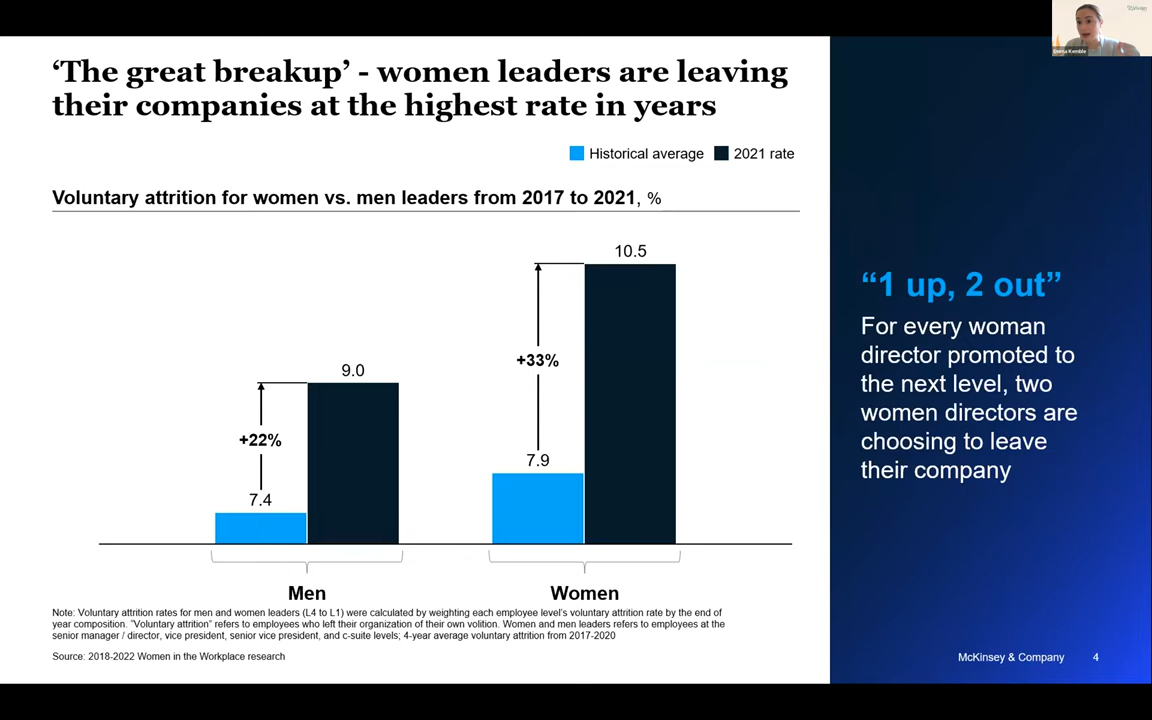 Emma Kemble
‘The great breakup’ - women leaders are leaving
their companies at the highest rate in years
Historical average
2021 rate
Voluntary attrition for women vs. men leaders from 2017 to 2021, %
10.5
9.0
+33%
+22%
7.9
7.4
Men
Women
Note: Voluntary attrition rates for men and women leaders (L4 to L1) were calculated by weighting each employee level's voluntary attrition rate by the end of
year composition. “Voluntary attrition” refers to employees who left their organization of their own volition. Women and men leaders refers to employees at the
senior manager / director, vice president, senior vice president, and c-suite levels; 4-year average voluntary attrition from 2017-2020
Source: 2018-2022 Women in the Workplace research
“1 up, 2 out”
For every woman
director promoted to
the next level, two
women directors are
choosing to leave
their company
McKinsey & Company
4